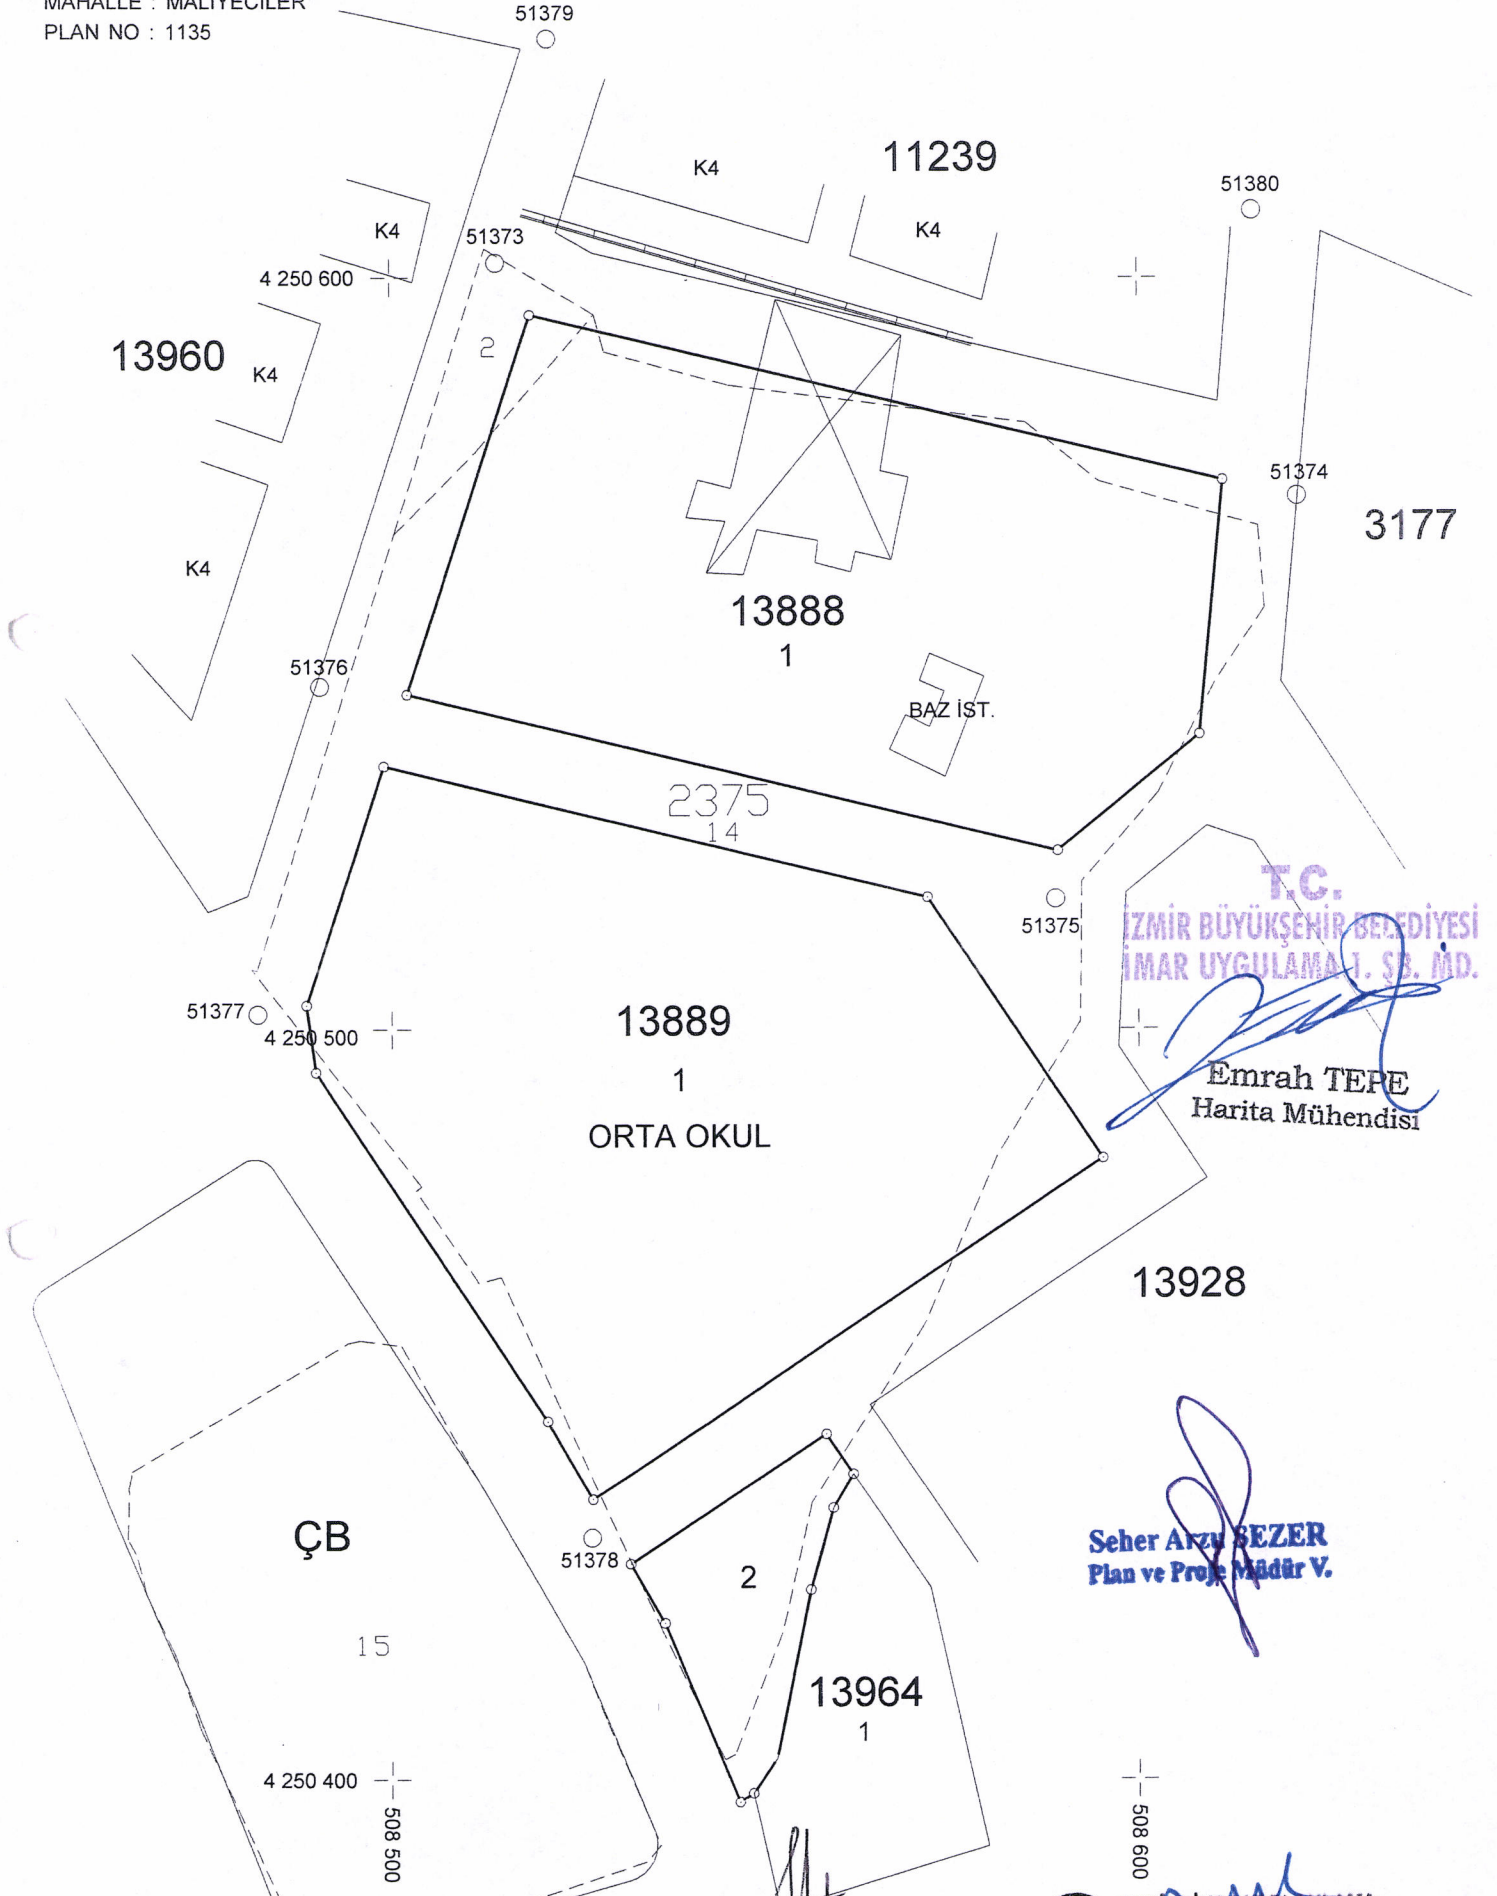 MAHALLE : MALİYECİLER
PLAN NO : 1135
51379
11239
K4
51380
K4
K4
51373
4 250 600
2
13960
K4
51374
3177
K4
13888
1
51376
BAZ İST.
2375
14
T.C.
İZMİR BÜYÜKŞEHİR BELEDİYESİ
İMAR UYGULAMA 1. ŞB. MD.
51375
51377
4 250 500
13889
1
ORTA OKUL
Emrah TEPE
Harita Mühendisi
13928
ÇB
51378
2
Seher Arzu SEZER
Plan ve Proje Müdür V.
15
13964
1
4 250 400
508 500
508 600